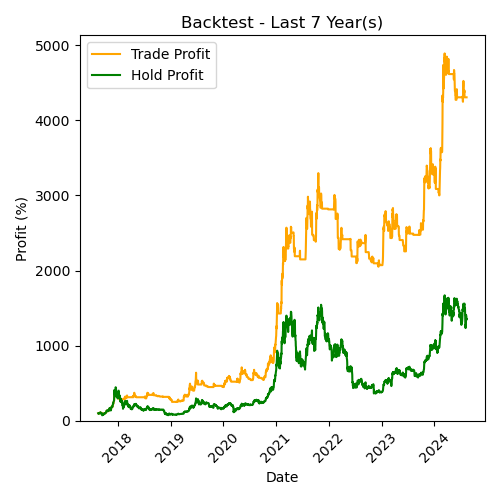 Backtest - Last 7 Year(s)
Trade Profit
Hold Profit
Profit (%)
5000
4000
3000
2000
1000
0
2018 2019 2020 2021 2022 2023 2024
Date